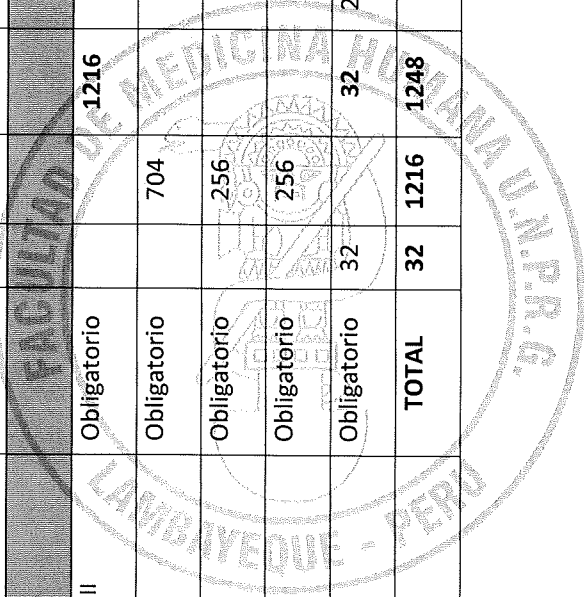 II Obligatorio 1216
Obligatorio 704
Obligatorio 256
Obligatorio 256
Obligatorio 32 32 2
TOTAL 32 1216 1248
FACULTAD DE MEDICINA HUMANA U.N.P.R.G.
LAMBAYEQUE - PERU